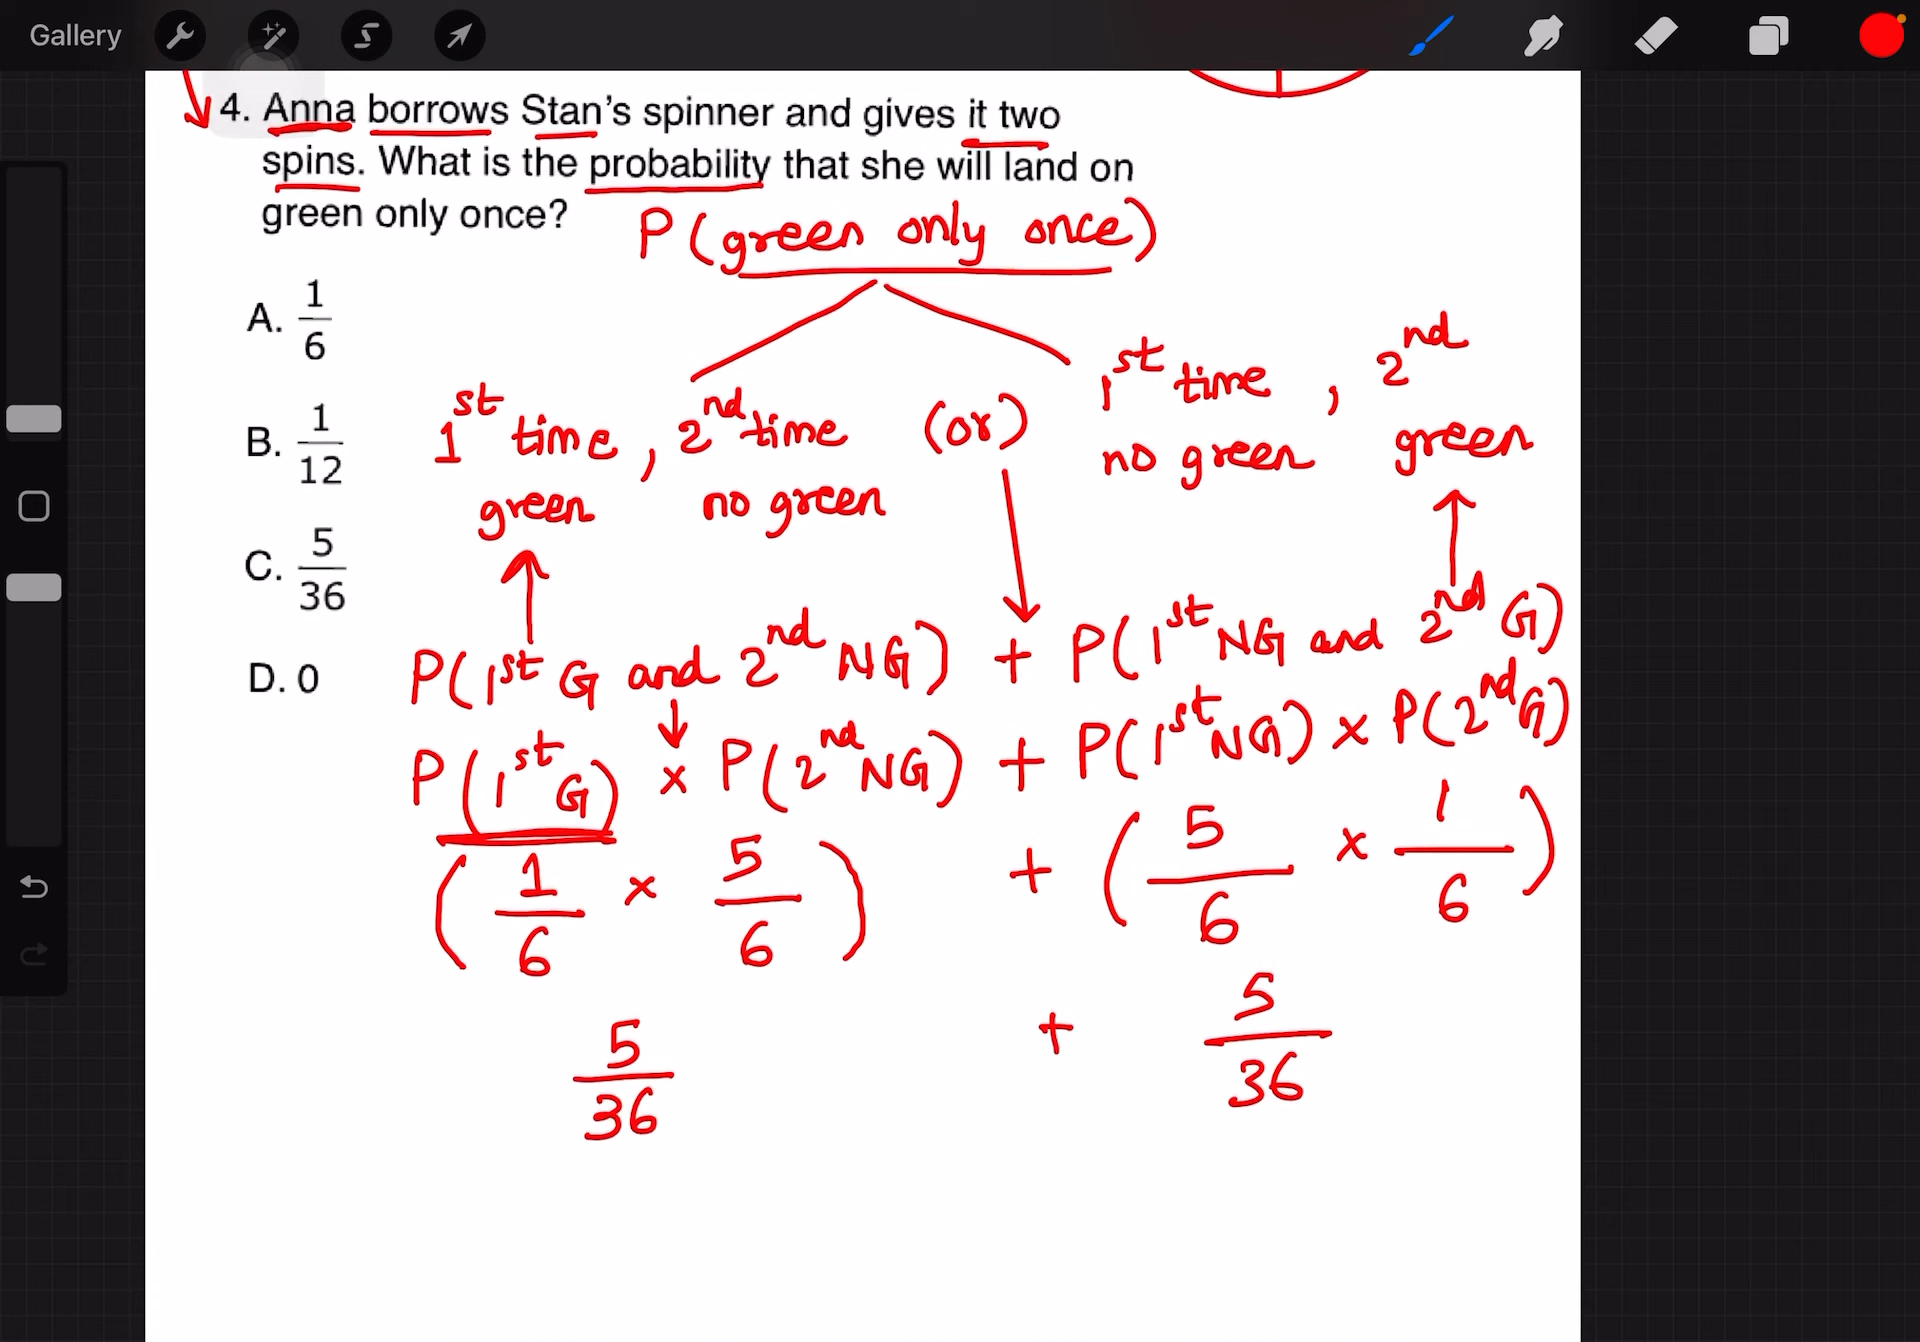 Gallery
4. Anna borrows Stan's spinner and gives it two
spins. What is the probability that she will land on
green only once?
P(green only once)
A. 1/6
B. 1/12
C. 5/36
D. 0
1st time, 2nd time (or) 1st time, 2nd
green no green no green green
P(1st G and 2nd NG) + P(1st NG and 2nd G)
P(1st G) x P(2nd NG) + P(1st NG) x P(2nd G)
(1/6 x 5/6) + (5/6 x 1/6)
5/36 + 5/36